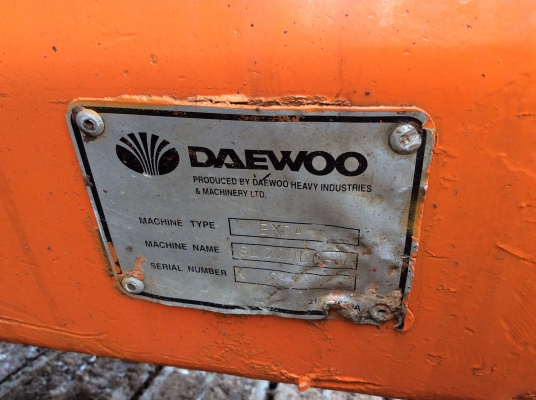 DAEWOO
PRODUCED BY DAEWOO HEAVY INDUSTRIES
& MACHINERY LTD.
MACHINE TYPE
MACHINE NAME
SERIAL NUMBER